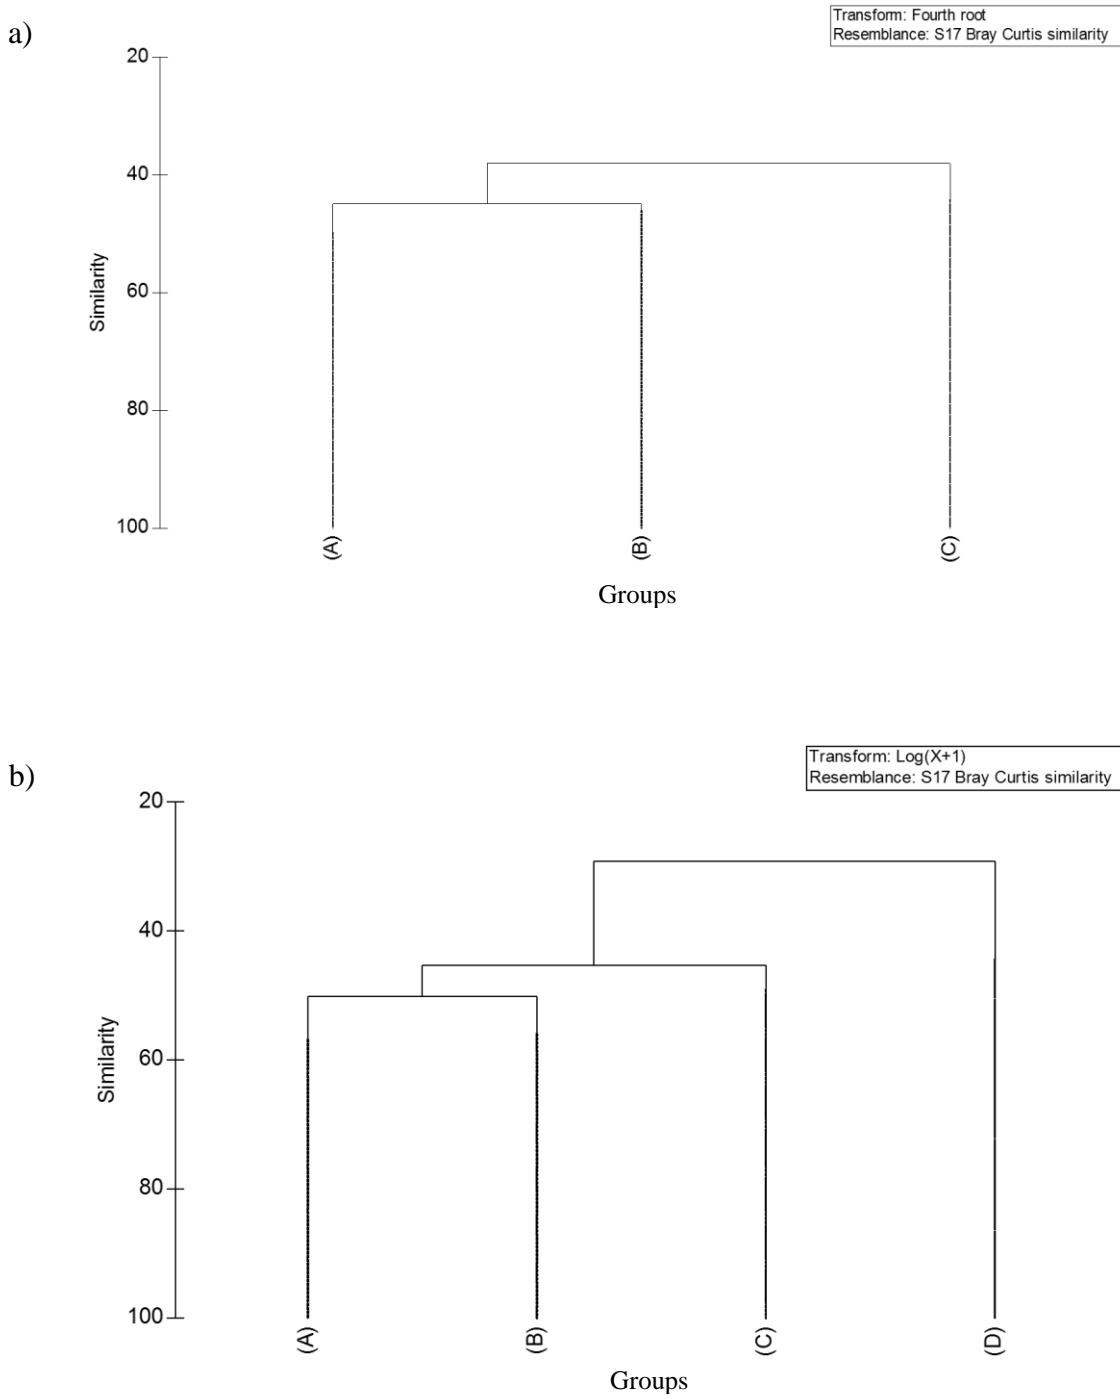 a)
Transform: Fourth root
Resemblance: S17 Bray Curtis similarity
20
40
60
80
100
Similarity
(A)
(B)
(C)
Groups
b)
Transform: Log(X+1)
Resemblance: S17 Bray Curtis similarity
20
40
60
80
100
Similarity
(A)
(B)
(C)
(D)
Groups